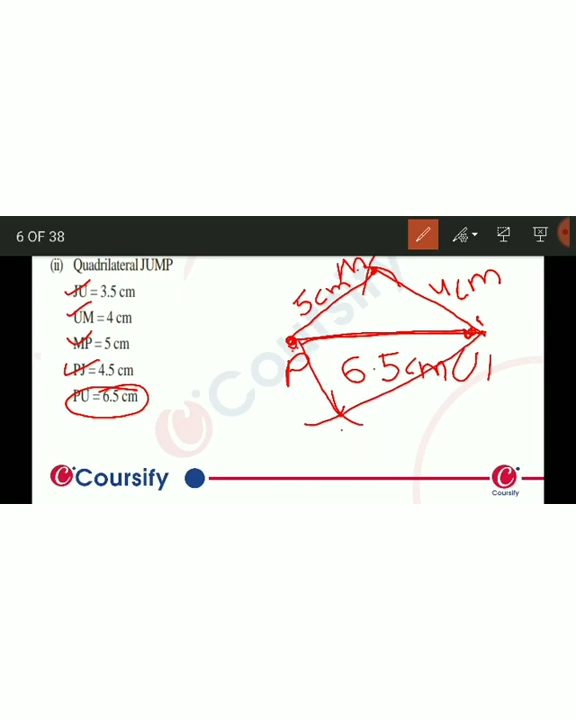 6 OF 38
(ii) Quadrilateral JUMP
JU = 3.5 cm
UM = 4 cm
MP = 5 cm
PJ = 4.5 cm
PU = 6.5 cm
M
5cm
4cm
P
6.5cm
U
Coursify
Coursify
Coursify